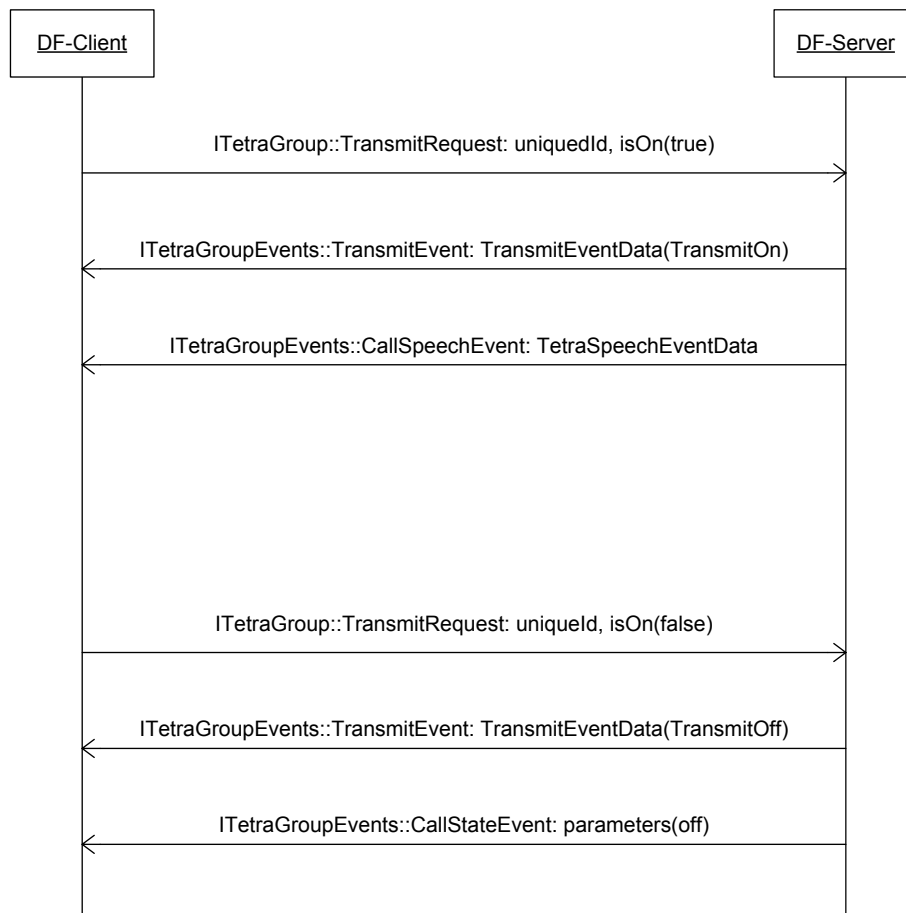 DF-Client
DF-Server
ITetraGroup::TransmitRequest: uniquedId, isOn(true)
ITetraGroupEvents::TransmitEvent: TransmitEventData(TransmitOn)
ITetraGroupEvents::CallSpeechEvent: TetraSpeechEventData
ITetraGroup::TransmitRequest: uniqueId, isOn(false)
ITetraGroupEvents::TransmitEvent: TransmitEventData(TransmitOff)
ITetraGroupEvents::CallStateEvent: parameters(off)